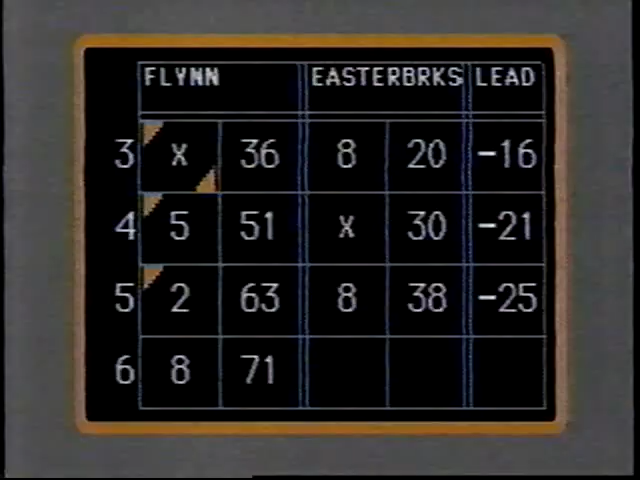 FLYNN EASTERBRKS LEAD
3 X 36 8 20 -16
4 5 51 X 30 -21
5 2 63 8 38 -25
6 8 71